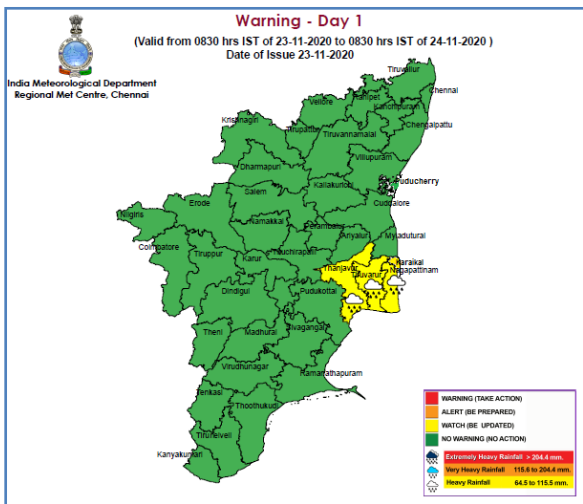 Warning - Day 1
(Valid from 0830 hrs IST of 23-11-2020 to 0830 hrs IST of 24-11-2020 )
Date of Issue 23-11-2020
India Meteorological Department
Regional Met Centre, Chennai
Tiruvallur
Chennai
Ranipet
Vellore
Kanchipuram
Chengalpattu
Krisanagiri
Tirupattur
Tiruvannamalai
Villupuram
Dharmapuri
Puducherry
Kallakurichi
Salem
Cuddalore
Erode
Nilgiris
Namakkal
Perambalur
Ariyalur
Myladuturai
Coimbatore
Tiruppur
Karur
Tiruchirapalli
Karaikal
Thanjavur
Nagapattinam
Tiruvarur
Dindigul
Pudukottai
Theni
Madhurai
Sivagangai
Virudhunagar
Ramanathapuram
Tenkasi
Thoothukudi
Tirunelveli
Kanyakumari
WARNING (TAKE ACTION)
ALERT (BE PREPARED)
WATCH (BE UPDATED)
NO WARNING (NO ACTION)
Extremely Heavy Rainfall > 204.4 mm.
Very Heavy Rainfall 115.6 to 204.4 mm.
Heavy Rainfall 64.5 to 115.5 mm.